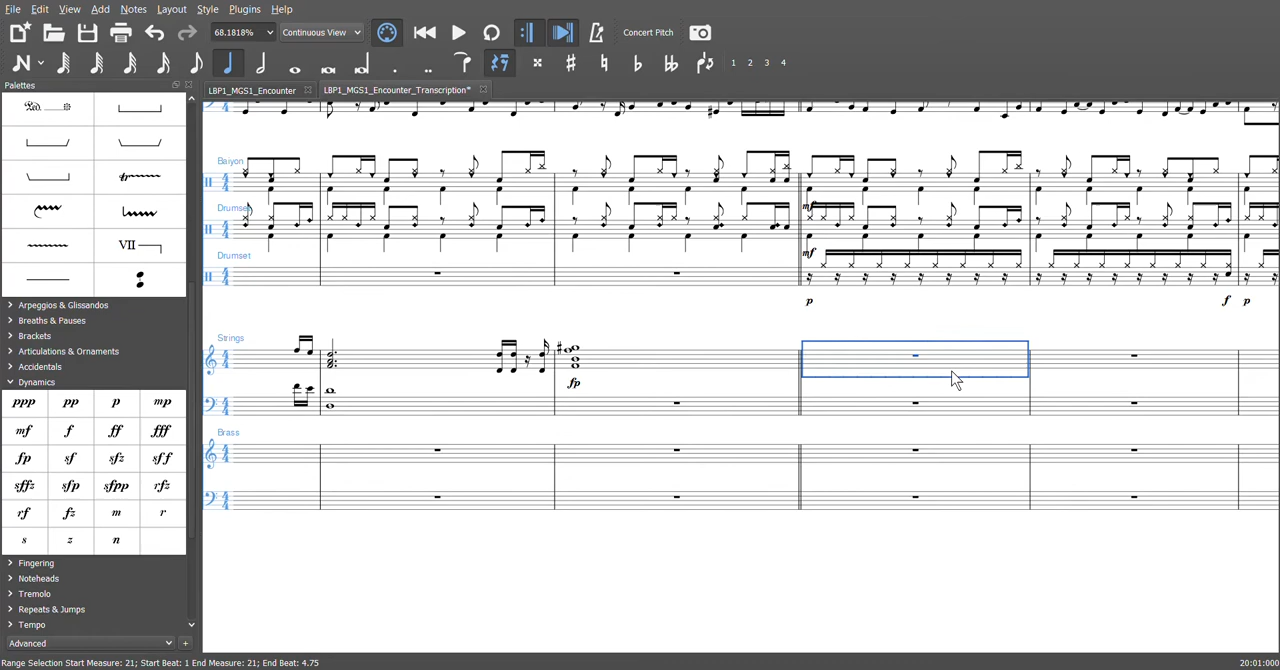 File Edit View Add Notes Layout Style Plugins Help
68.1818% Continuous View Concert Pitch
1 2 3 4
Palettes
LBP1_MGS1_Encounter LBP1_MGS1_Encounter_Transcription*
VII
Arpeggios & Glissandos
Breaths & Pauses
Brackets
Articulations & Ornaments
Accidentals
Dynamics
ppp pp p mp
mf f ff fff
fp sf sfz sff
sffz sfp sfpp rfz
rf fz m r
s z n
Fingering
Noteheads
Tremolo
Repeats & Jumps
Tempo
Advanced +
Baiyon
Drumset
mf
Drumset
mf
p f p
Strings
fp
Brass
Range Selection Start Measure: 21; Start Beat: 1 End Measure: 21; End Beat: 4.75
20:01:000